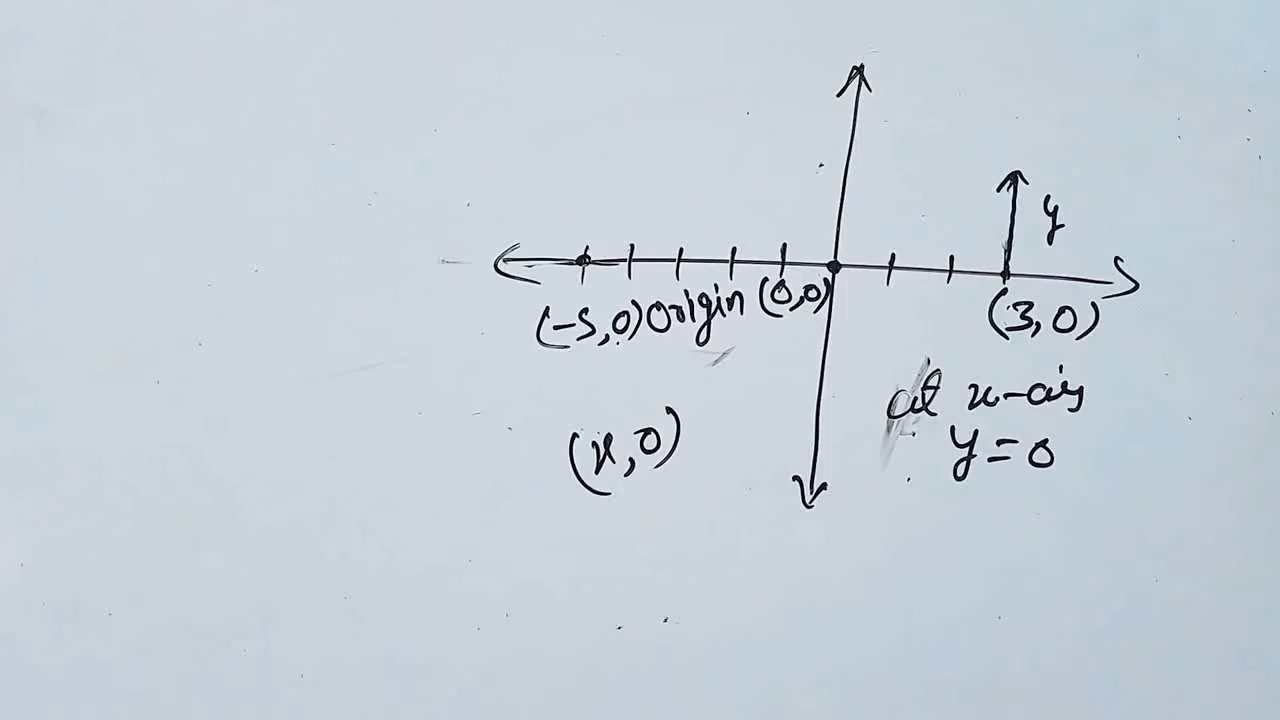 y
(-5,0) Origin (0,0)
(3,0)
at x-axis
y=0
(x,0)